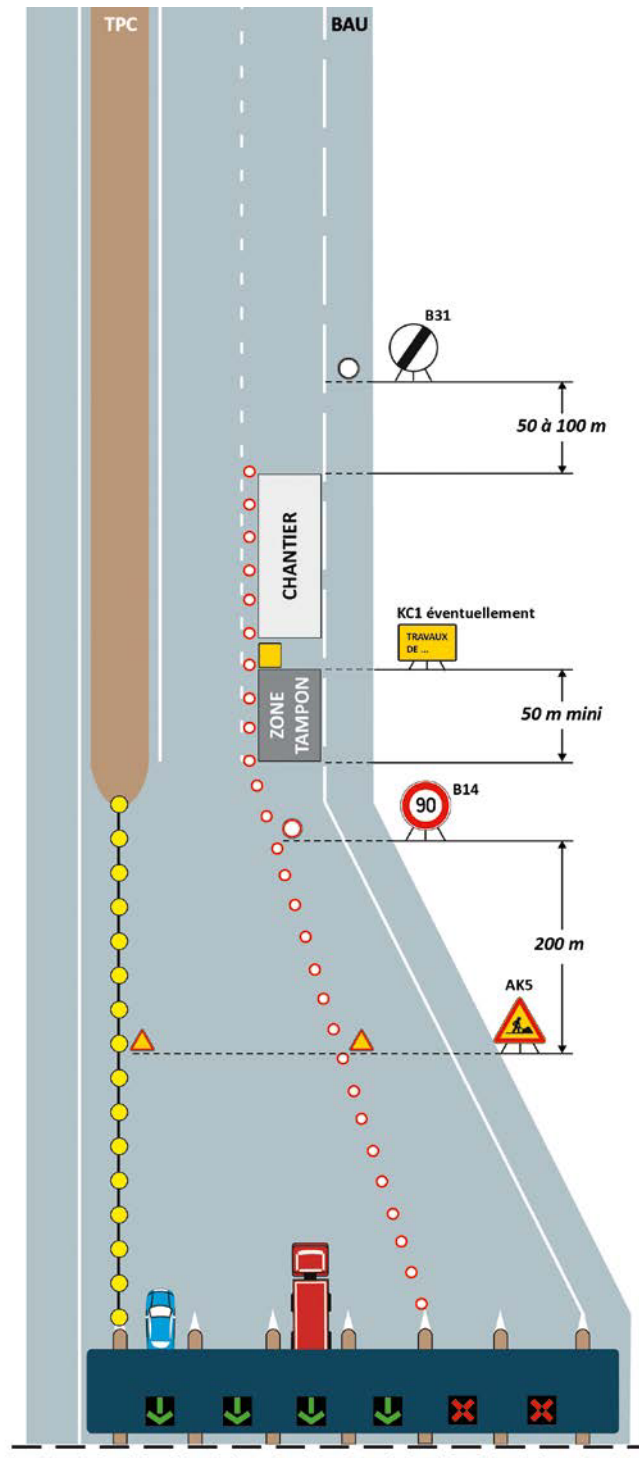 TPC
BAU
B31
50 à 100 m
CHANTIER
KC1 éventuellement
TRAVAUX
DE ...
ZONE
TAMPON
50 m mini
B14
90
200 m
AK5